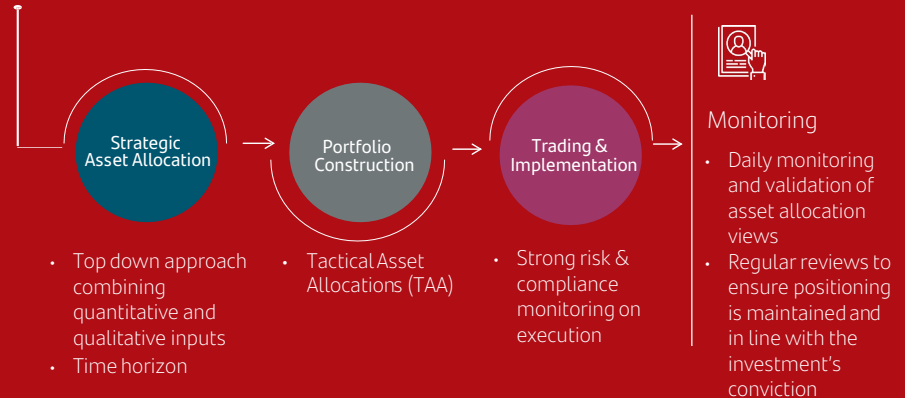 Strategic
Asset Allocation
• Top down approach
combining
quantitative and
qualitative inputs
• Time horizon
Portfolio
Construction
• Tactical Asset
Allocations (TAA)
Trading &
Implementation
• Strong risk &
compliance
monitoring on
execution
Monitoring
• Daily monitoring
and validation of
asset allocation
views
• Regular reviews to
ensure positioning
is maintained and
in line with the
investment's
conviction